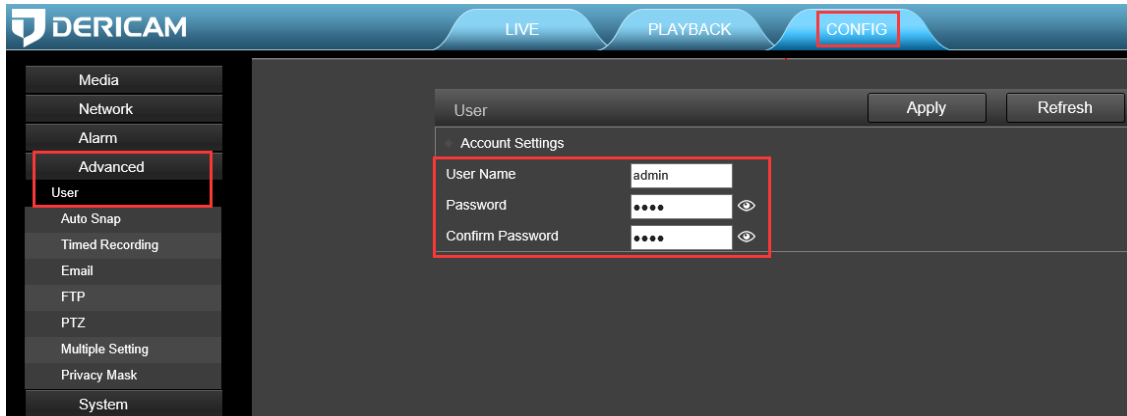 DERICAM
LIVE
PLAYBACK
CONFIG
Media
Network
Alarm
Advanced
User
Auto Snap
Timed Recording
Email
FTP
PTZ
Multiple Setting
Privacy Mask
System
User
Apply
Refresh
Account Settings
User Name admin
Password ••••
Confirm Password ••••